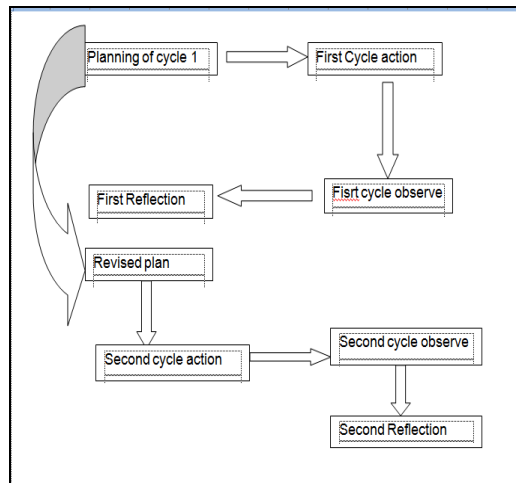 Planning of cycle 1
First Cycle action
Fisrt cycle observe
First Reflection
Revised plan
Second cycle action
Second cycle observe
Second Reflection